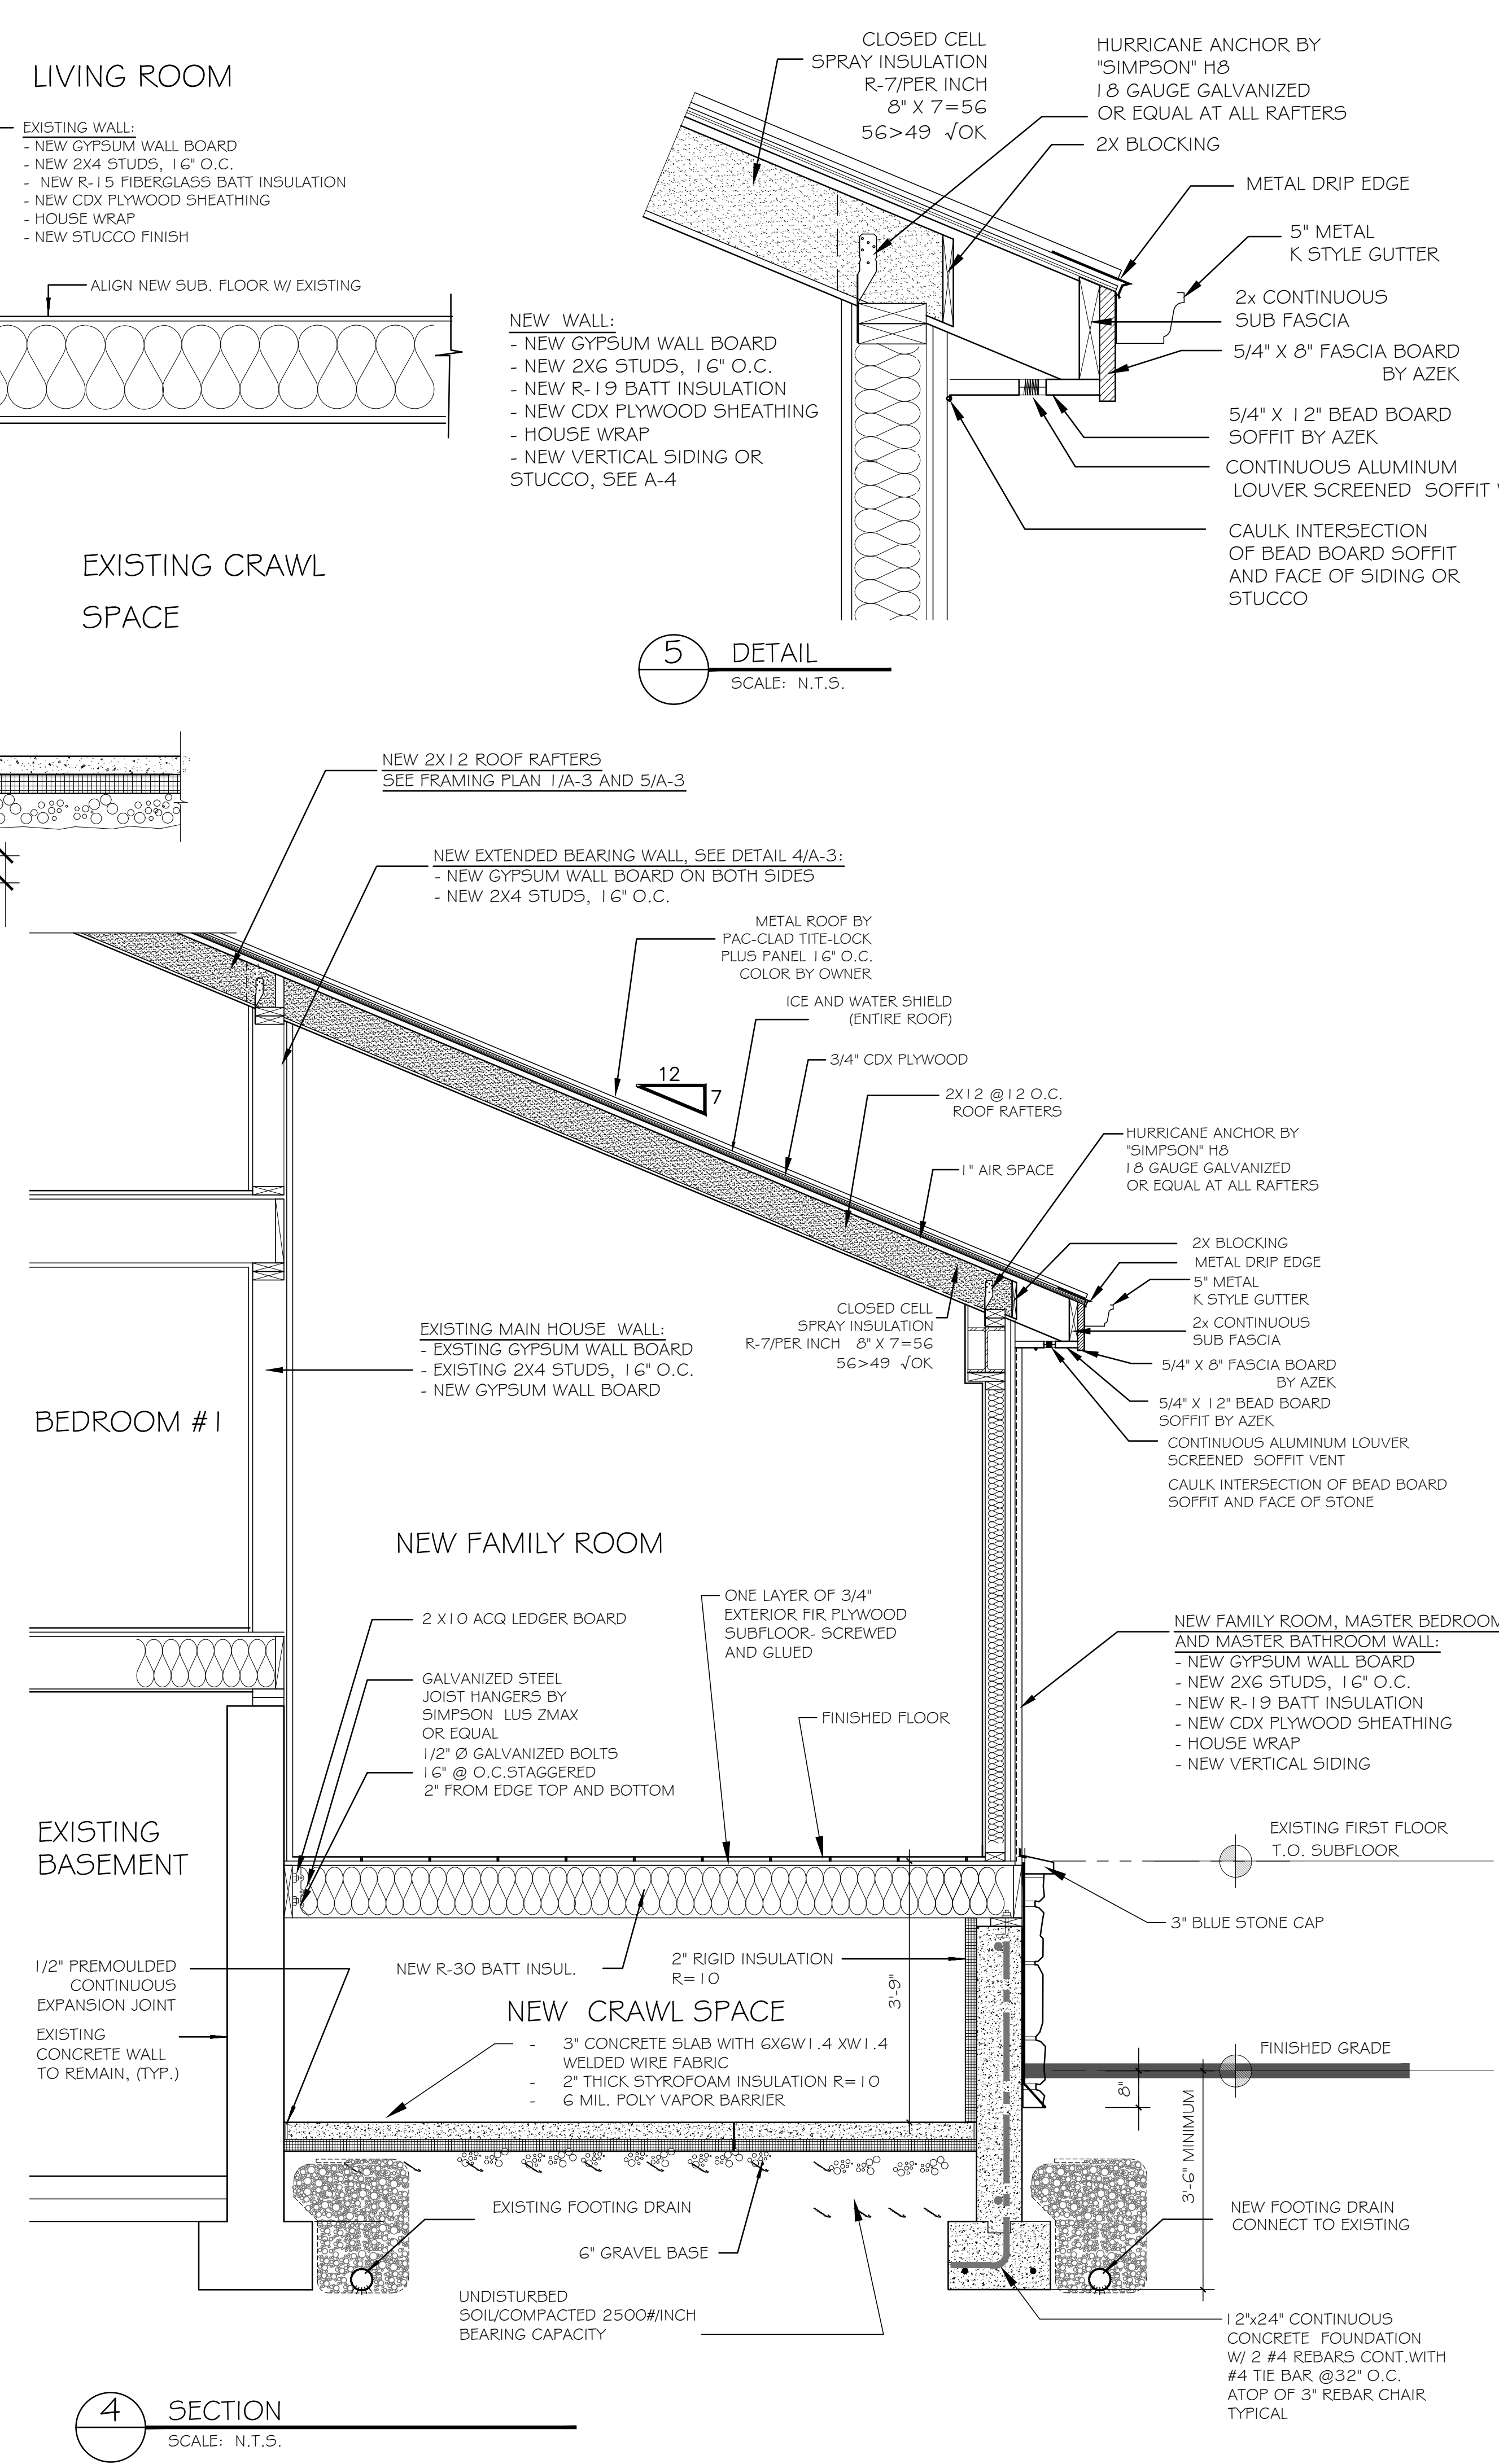 LIVING ROOM
EXISTING WALL:
- NEW GYPSUM WALL BOARD
- NEW 2X4 STUDS, 16" O.C.
- NEW R-15 FIBERGLASS BATT INSULATION
- NEW CDX PLYWOOD SHEATHING
- HOUSE WRAP
- NEW STUCCO FINISH
ALIGN NEW SUB. FLOOR W/ EXISTING
EXISTING CRAWL
SPACE
NEW WALL:
- NEW GYPSUM WALL BOARD
- NEW 2X6 STUDS, 16" O.C.
- NEW R-19 BATT INSULATION
- NEW CDX PLYWOOD SHEATHING
- HOUSE WRAP
- NEW VERTICAL SIDING OR
STUCCO, SEE A-4
CLOSED CELL
SPRAY INSULATION
R-7/PER INCH
8" X 7=56
56>49 √OK
HURRICANE ANCHOR BY
"SIMPSON" H8
18 GAUGE GALVANIZED
OR EQUAL AT ALL RAFTERS
2X BLOCKING
METAL DRIP EDGE
5" METAL
K STYLE GUTTER
2x CONTINUOUS
SUB FASCIA
5/4" X 8" FASCIA BOARD
BY AZEK
5/4" X 12" BEAD BOARD
SOFFIT BY AZEK
CONTINUOUS ALUMINUM
LOUVER SCREENED SOFFIT
CAULK INTERSECTION
OF BEAD BOARD SOFFIT
AND FACE OF SIDING OR
STUCCO
5
DETAIL
SCALE: N.T.S.
NEW 2X12 ROOF RAFTERS
SEE FRAMING PLAN 1/A-3 AND 5/A-3
NEW EXTENDED BEARING WALL, SEE DETAIL 4/A-3:
- NEW GYPSUM WALL BOARD ON BOTH SIDES
- NEW 2X4 STUDS, 16" O.C.
METAL ROOF BY
PAC-CLAD TITE-LOCK
PLUS PANEL 16" O.C.
COLOR BY OWNER
ICE AND WATER SHIELD
(ENTIRE ROOF)
3/4" CDX PLYWOOD
12
7
2X12 @12 O.C.
ROOF RAFTERS
1" AIR SPACE
HURRICANE ANCHOR BY
"SIMPSON" H8
18 GAUGE GALVANIZED
OR EQUAL AT ALL RAFTERS
2X BLOCKING
METAL DRIP EDGE
5" METAL
K STYLE GUTTER
2x CONTINUOUS
SUB FASCIA
5/4" X 8" FASCIA BOARD
BY AZEK
5/4" X 12" BEAD BOARD
SOFFIT BY AZEK
CONTINUOUS ALUMINUM LOUVER
SCREENED SOFFIT VENT
CAULK INTERSECTION OF BEAD BOARD
SOFFIT AND FACE OF STONE
CLOSED CELL
SPRAY INSULATION
R-7/PER INCH 8" X 7=56
56>49 √OK
EXISTING MAIN HOUSE WALL:
- EXSTING GYPSUM WALL BOARD
- EXISTING 2X4 STUDS, 16" O.C.
- NEW GYPSUM WALL BOARD
BEDROOM #1
NEW FAMILY ROOM
2 X10 ACQ LEDGER BOARD
GALVANIZED STEEL
JOIST HANGERS BY
SIMPSON LUS ZMAX
OR EQUAL
1/2" Ø GALVANIZED BOLTS
16" @ O.C.STAGGERED
2" FROM EDGE TOP AND BOTTOM
ONE LAYER OF 3/4"
EXTERIOR FIR PLYWOOD
SUBFLOOR- SCREWED
AND GLUED
FINISHED FLOOR
NEW FAMILY ROOM, MASTER BEDROOM
AND MASTER BATHROOM WALL:
- NEW GYPSUM WALL BOARD
- NEW 2X6 STUDS, 16" O.C.
- NEW R-19 BATT INSULATION
- NEW CDX PLYWOOD SHEATHING
- HOUSE WRAP
- NEW VERTICAL SIDING
EXISTING
BASEMENT
EXISTING FIRST FLOOR
T.O. SUBFLOOR
3" BLUE STONE CAP
1/2" PREMOULDED
CONTINUOUS
EXPANSION JOINT
EXISTING
CONCRETE WALL
TO REMAIN, (TYP.)
NEW R-30 BATT INSUL.
2" RIGID INSULATION
R=10
3'-9"
NEW CRAWL SPACE
- 3" CONCRETE SLAB WITH 6X6W1.4 XW1.4
WELDED WIRE FABRIC
- 2" THICK STYROFOAM INSULATION R=10
- 6 MIL. POLY VAPOR BARRIER
FINISHED GRADE
8"
3'-6" MINIMUM
EXISTING FOOTING DRAIN
6" GRAVEL BASE
UNDISTURBED
SOIL/COMPACTED 2500#/INCH
BEARING CAPACITY
NEW FOOTING DRAIN
CONNECT TO EXISTING
12"x24" CONTINUOUS
CONCRETE FOUNDATION
W/ 2 #4 REBARS CONT.WITH
#4 TIE BAR @32" O.C.
ATOP OF 3" REBAR CHAIR
TYPICAL
4
SECTION
SCALE: N.T.S.